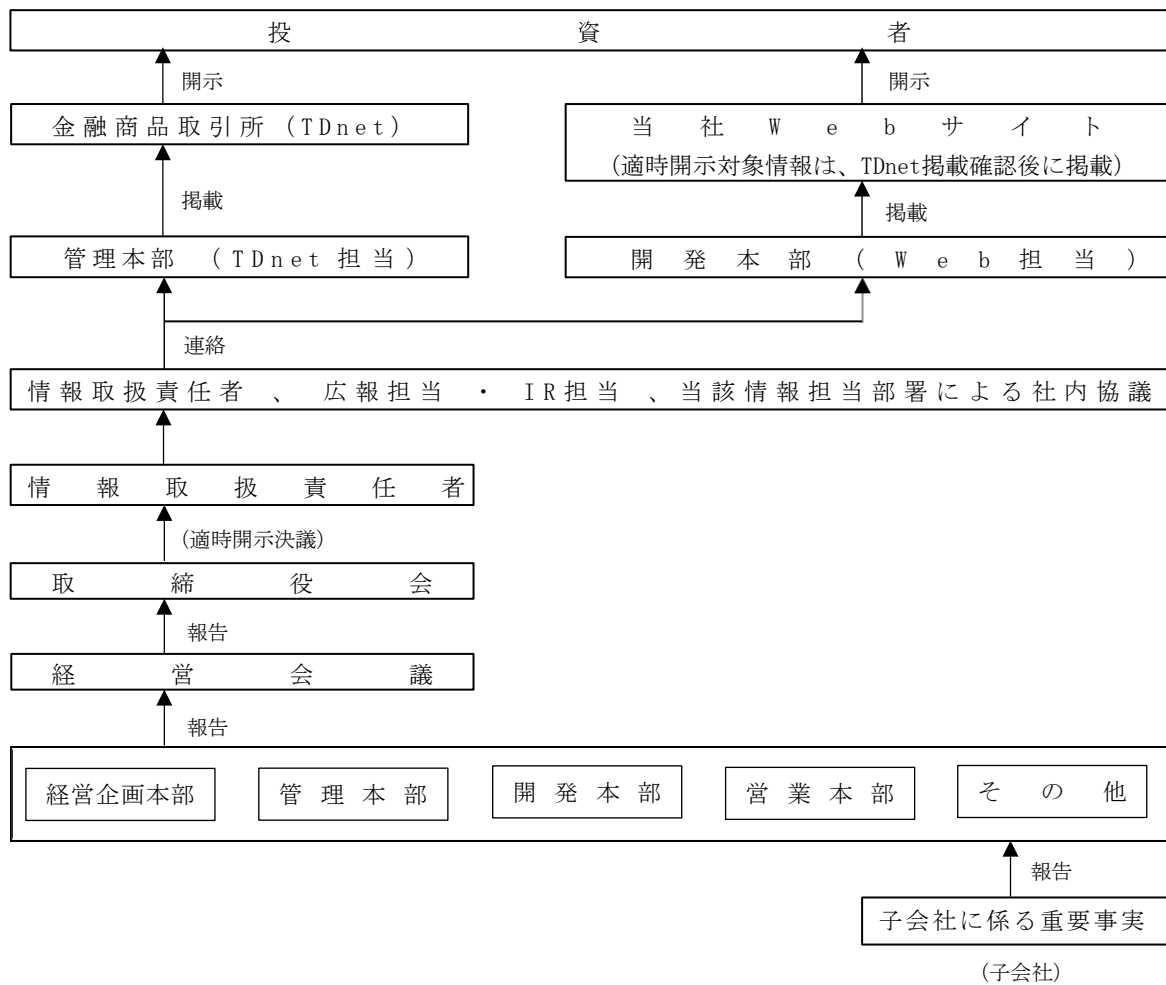 投資者
開示
開示
金融商品取引所(TDnet)
当社Webサイト
(適時開示対象情報は、TDnet掲載確認後に掲載)
掲載
掲載
管理本部(TDnet担当)
開発本部(Web担当)
連絡
情報取扱責任者、広報担当・IR担当、当該情報担当部署による社内協議
情報取扱責任者
(適時開示決議)
取締役会
報告
経営会議
報告
経営企画本部
管理本部
開発本部
営業本部
その他
報告
子会社に係る重要事実
(子会社)